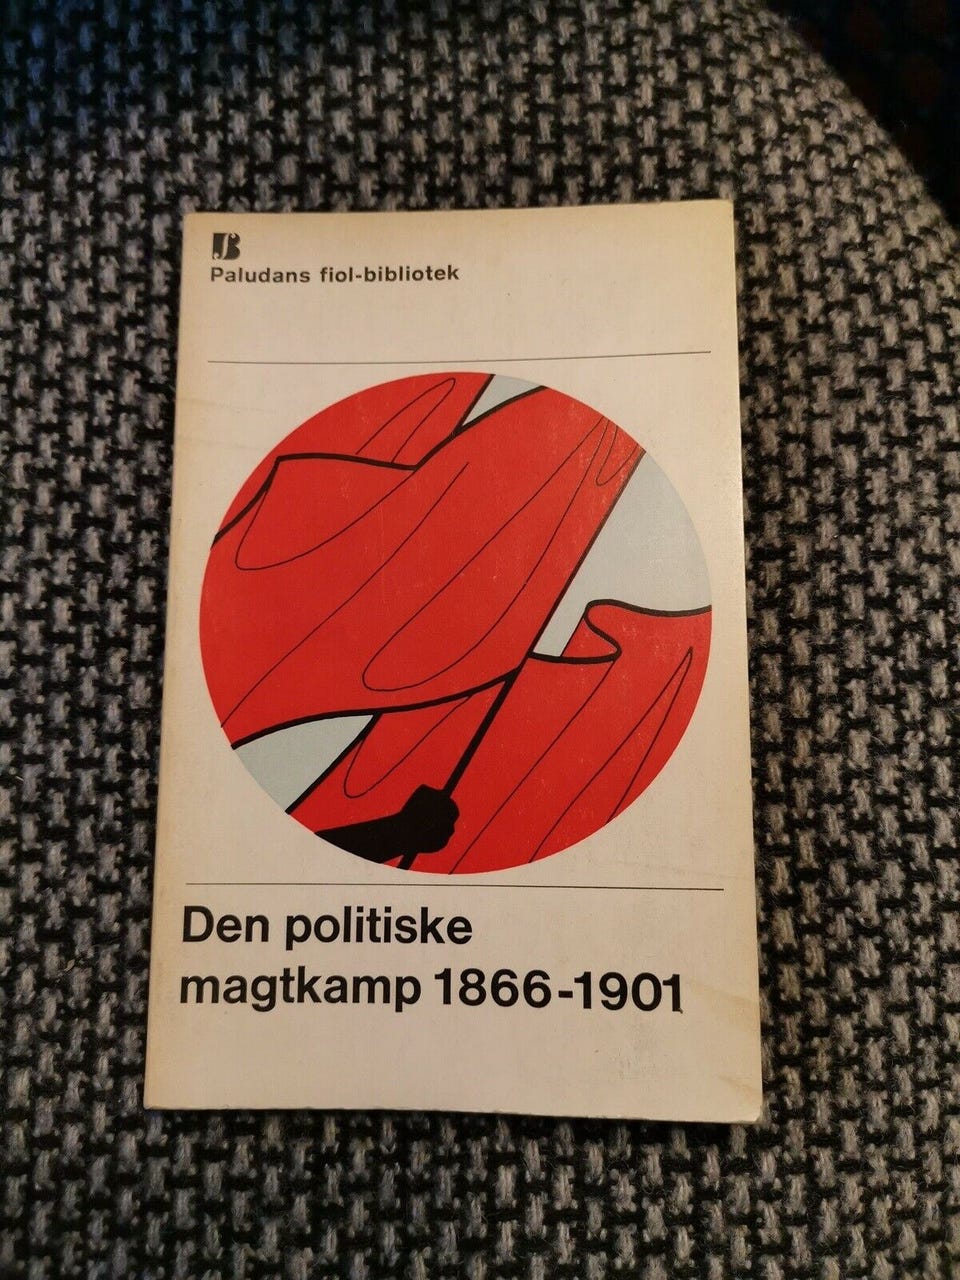 Paludans fiol-bibliotek
Den politiske
magtkamp 1866-1901